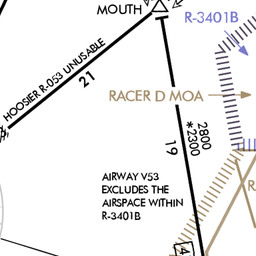 MOUTH
R-3401B
HOOSIER R-053 UNUSABLE
21
RACER D MOA
2800
*2300
19
AIRWAY V53
EXCLUDES THE
AIRSPACE WITHIN
R-3401B
R
4